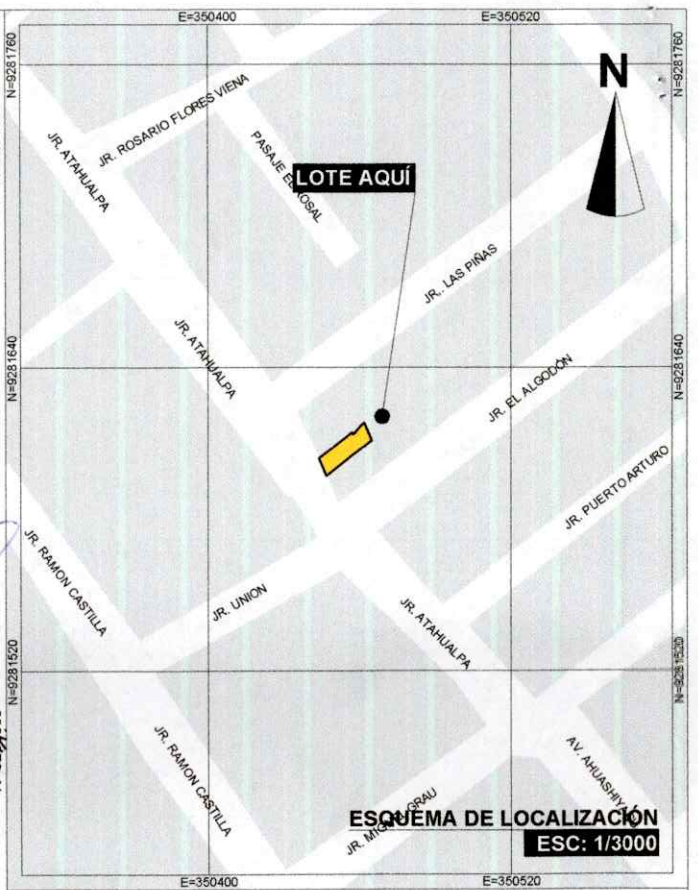 E=350400
E=350520
N=9281760
N=9281760
N
JR. ROSARIO FLORES VIENA
JR. ATAHUALPA
PASAJE EL ROSAL
LOTE AQUÍ
JR.. LAS PIÑAS
JR. ATAHUALPA
N=9281640
N=9281640
JR. EL ALGODÓN
JR. PUERTO ARTURO
JR. RAMON CASTILLA
JR. UNION
JR. ATAHUALPA
N=9281520
N=9281520
JR. RAMON CASTILLA
AV. AHUASHIYACU
JR. MIGUEL GRAU
ESQUEMA DE LOCALIZACIÓN
ESC: 1/3000
E=350400
E=350520